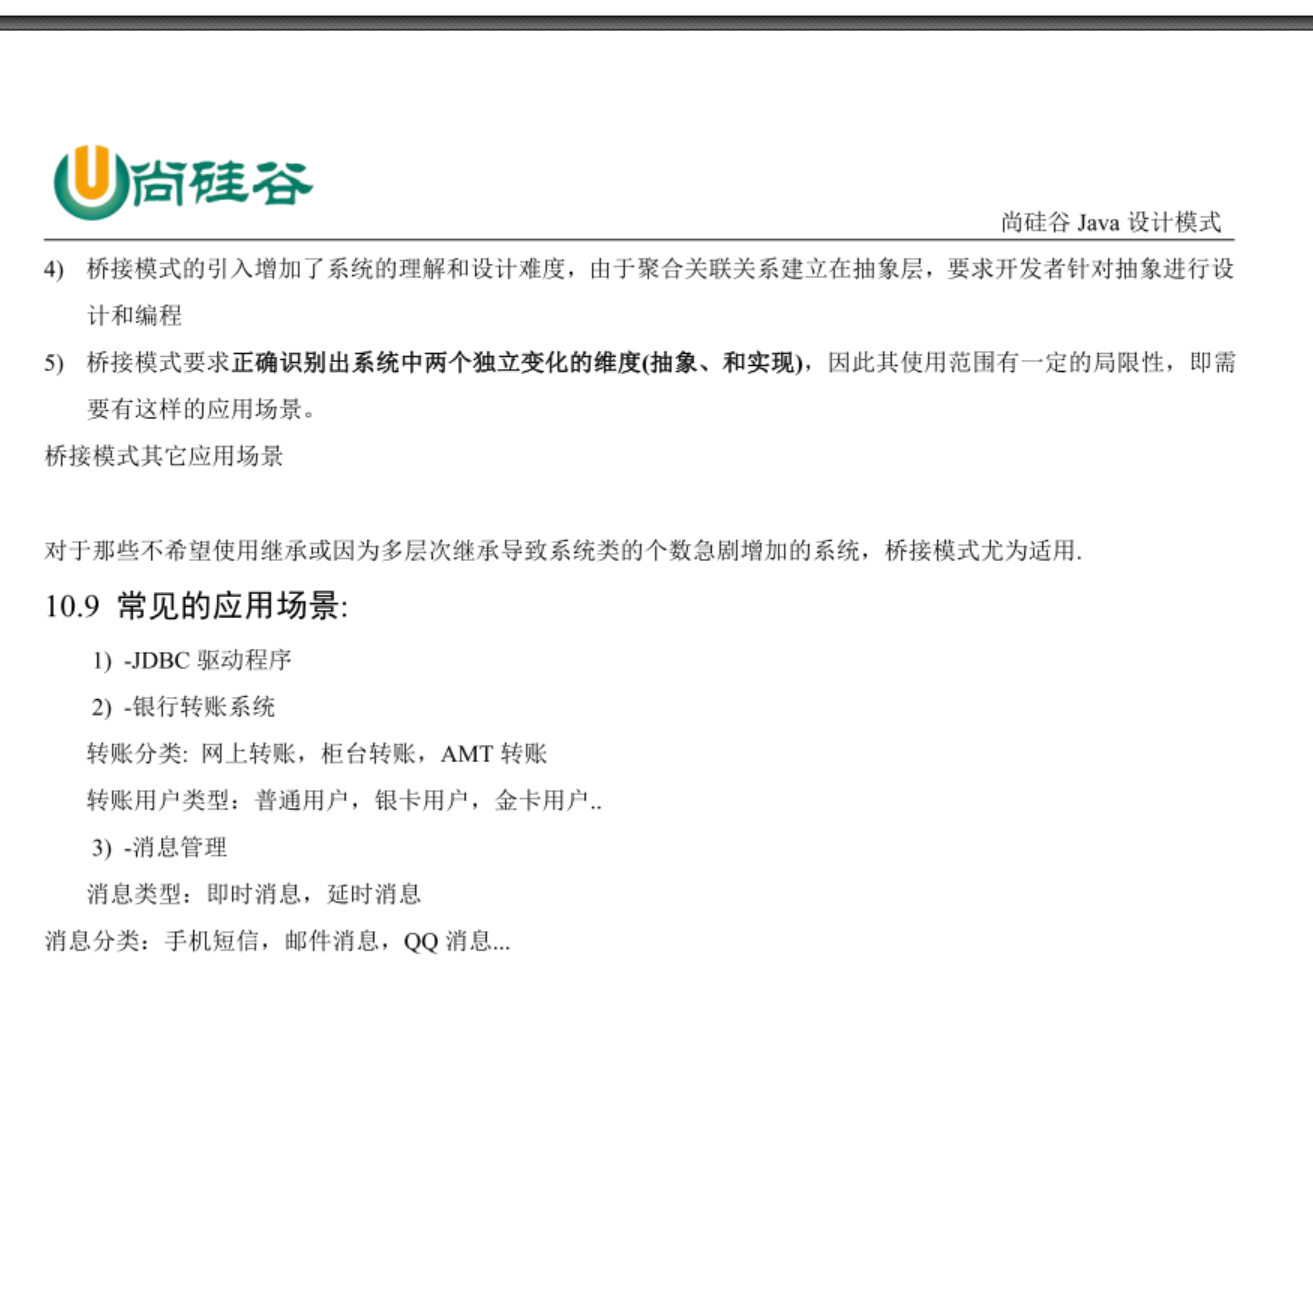 尚硅谷
尚硅谷 Java 设计模式
4) 桥接模式的引入增加了系统的理解和设计难度，由于聚合关联关系建立在抽象层，要求开发者针对抽象进行设
计和编程
5) 桥接模式要求正确识别出系统中两个独立变化的维度(抽象、和实现)，因此其使用范围有一定的局限性，即需
要有这样的应用场景。
桥接模式其它应用场景
对于那些不希望使用继承或因为多层次继承导致系统类的个数急剧增加的系统，桥接模式尤为适用.
10.9 常见的应用场景:
1) -JDBC 驱动程序
2) -银行转账系统
转账分类: 网上转账，柜台转账，AMT 转账
转账用户类型：普通用户，银卡用户，金卡用户..
3) -消息管理
消息类型：即时消息，延时消息
消息分类：手机短信，邮件消息，QQ 消息...